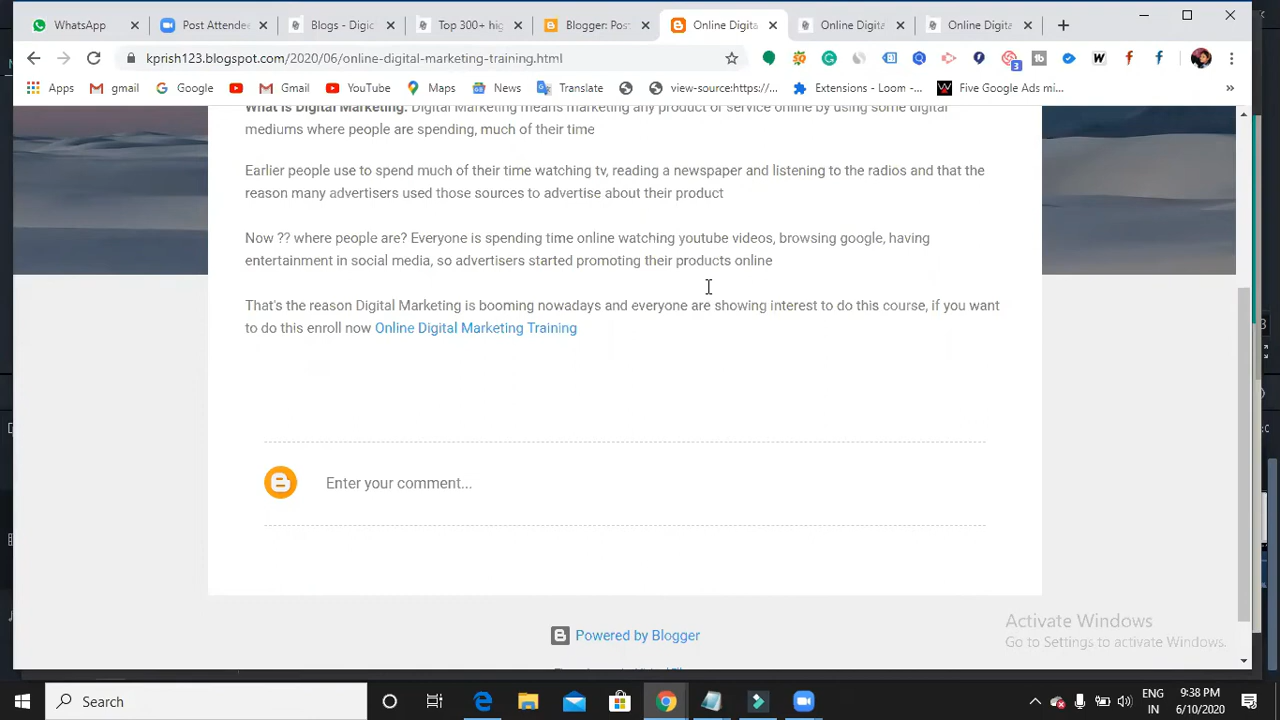 WhatsApp
Post Attende
Blogs - Digic
Top 300+ hig
Blogger: Pos
Online Digita
Online Digita
Online Digita
kprish123.blogspot.com/2020/06/online-digital-marketing-training.html
3
Apps
gmail
Google
Gmail
YouTube
Maps
News
Translate
view-source:https://...
Extensions - Loom -...
Five Google Ads mi...
»
What is Digital Marketing: Digital Marketing means marketing any product or service online by using some digital
mediums where people are spending, much of their time
Earlier people use to spend much of their time watching tv, reading a newspaper and listening to the radios and that the
reason many advertisers used those sources to advertise about their product
Now ?? where people are? Everyone is spending time online watching youtube videos, browsing google, having
entertainment in social media, so advertisers started promoting their products online
That's the reason Digital Marketing is booming nowadays and everyone are showing interest to do this course, if you want
to do this enroll now Online Digital Marketing Training
Enter your comment...
Powered by Blogger
Activate Windows
Go to Settings to activate Windows.
Search
ENG
IN
9:38 PM
6/10/2020